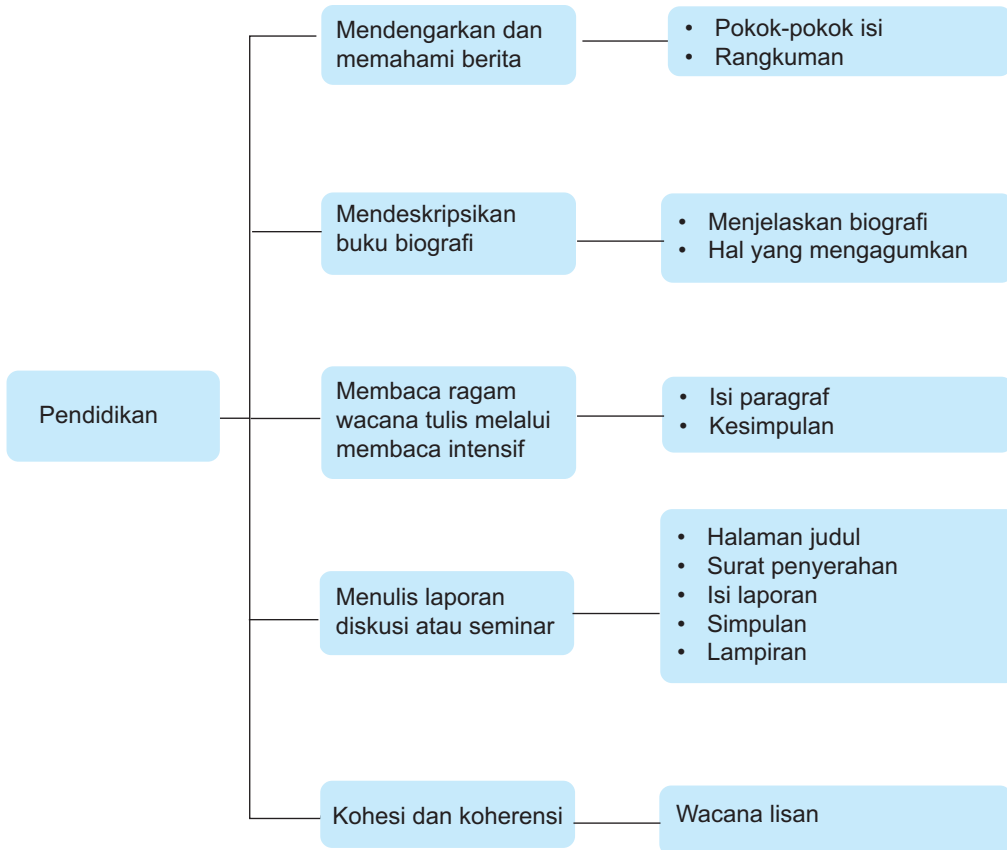 Pendidikan
Mendengarkan dan
memahami berita
• Pokok-pokok isi
• Rangkuman
Mendeskripsikan
buku biografi
• Menjelaskan biografi
• Hal yang mengagumkan
Membaca ragam
wacana tulis melalui
membaca intensif
• Isi paragraf
• Kesimpulan
Menulis laporan
diskusi atau seminar
• Halaman judul
• Surat penyerahan
• Isi laporan
• Simpulan
• Lampiran
Kohesi dan koherensi
Wacana lisan